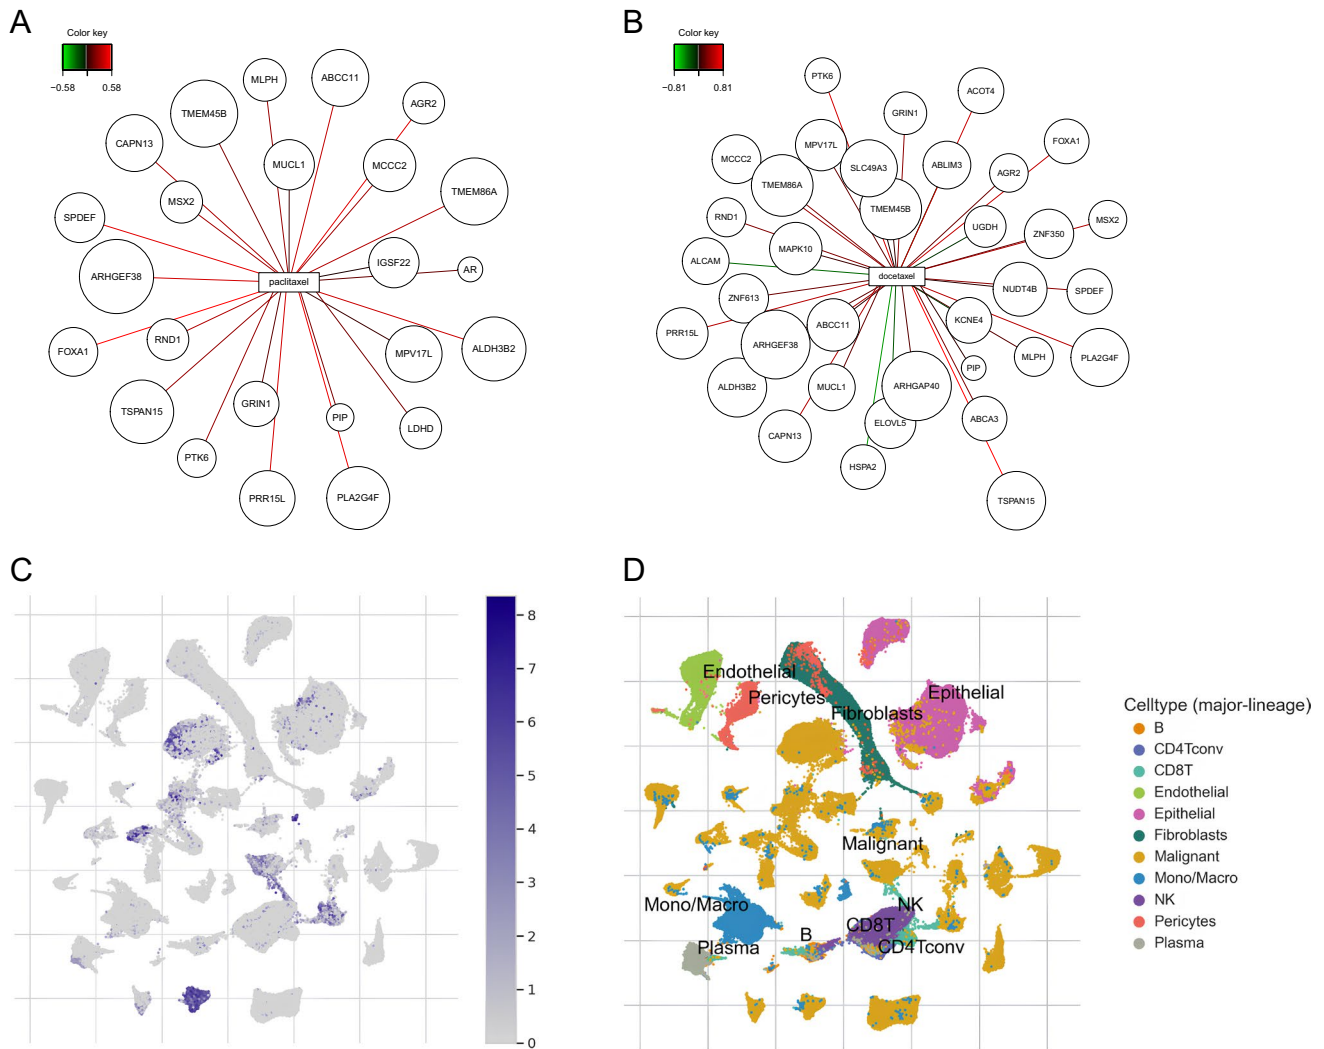 A
Color key
−0.58 0.58
MLPH
ABCC11
TMEM45B
AGR2
CAPN13
MUCL1
MCCC2
TMEM86A
MSX2
SPDEF
ARHGEF38
IGSF22
AR
paclitaxel
FOXA1
RND1
MPV17L
ALDH3B2
TSPAN15
GRIN1
PIP
LDHD
PTK6
PRR15L
PLA2G4F
B
Color key
−0.81 0.81
PTK6
ACOT4
GRIN1
MPV17L
FOXA1
MCCC2
SLC49A3
ABLIM3
AGR2
TMEM86A
TMEM45B
RND1
UGDH
ZNF350
MSX2
MAPK10
ALCAM
docetaxel
ZNF613
NUDT4B
SPDEF
PRR15L
ABCC11
KCNE4
ARHGEF38
MLPH
PLA2G4F
PIP
ALDH3B2
MUCL1
ARHGAP40
ELOVL5
ABCA3
CAPN13
HSPA2
TSPAN15
C
8
7
6
5
4
3
2
1
0
D
Endothelial
Pericytes
Fibroblasts
Epithelial
Malignant
Mono/Macro
NK
CD8T
B
Plasma
CD4Tconv
Celltype (major-lineage)
B
CD4Tconv
CD8T
Endothelial
Epithelial
Fibroblasts
Malignant
Mono/Macro
NK
Pericytes
Plasma